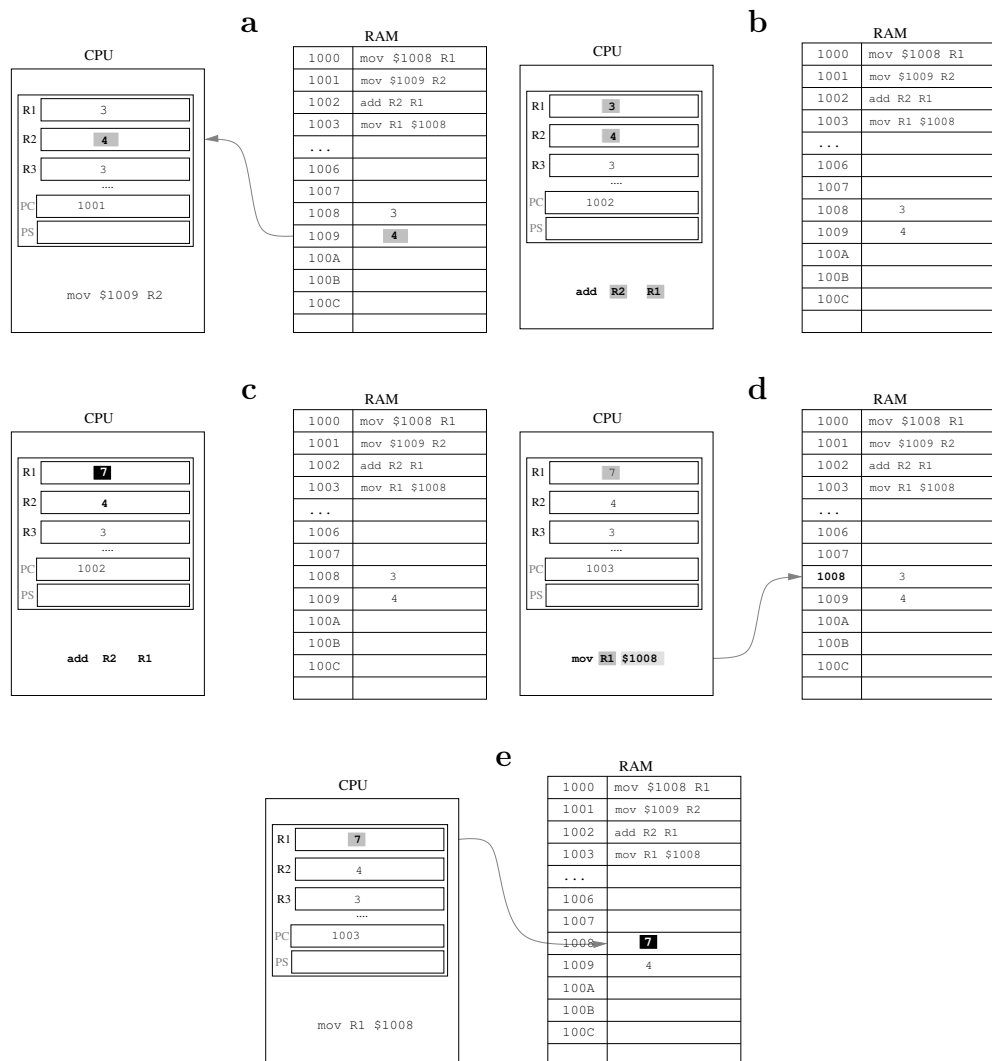 a
CPU
R1 3
R2 4
R3 3
....
PC 1001
PS
mov $1009 R2
RAM
1000 mov $1008 R1
1001 mov $1009 R2
1002 add R2 R1
1003 mov R1 $1008
...
1006
1007
1008 3
1009 4
100A
100B
100C
b
CPU
R1 3
R2 4
R3 3
....
PC 1002
PS
add R2 R1
RAM
1000 mov $1008 R1
1001 mov $1009 R2
1002 add R2 R1
1003 mov R1 $1008
...
1006
1007
1008 3
1009 4
100A
100B
100C
c
CPU
R1 7
R2 4
R3 3
....
PC 1002
PS
add R2 R1
RAM
1000 mov $1008 R1
1001 mov $1009 R2
1002 add R2 R1
1003 mov R1 $1008
...
1006
1007
1008 3
1009 4
100A
100B
100C
d
CPU
R1 7
R2 4
R3 3
....
PC 1003
PS
mov R1 $1008
RAM
1000 mov $1008 R1
1001 mov $1009 R2
1002 add R2 R1
1003 mov R1 $1008
...
1006
1007
1008 3
1009 4
100A
100B
100C
e
CPU
R1 7
R2 4
R3 3
....
PC 1003
PS
mov R1 $1008
RAM
1000 mov $1008 R1
1001 mov $1009 R2
1002 add R2 R1
1003 mov R1 $1008
...
1006
1007
1008 7
1009 4
100A
100B
100C